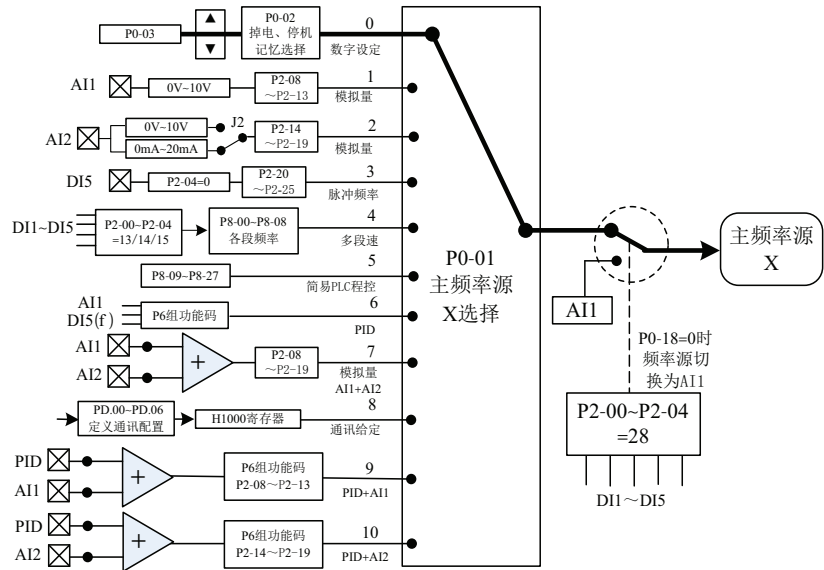 P0-03
▲
▼
P0-02
掉电、停机
记忆选择
0
数字设定
AI1
0V~10V
P2-08
～P2-13
1
模拟量
AI2
0V~10V
0mA~20mA
J2
P2-14
～P2-19
2
模拟量
DI5
P2-04=0
P2-20
～P2-25
3
脉冲频率
DI1~DI5
P2-00~P2-04
=13/14/15
P8-00~P8-08
各段频率
4
多段速
P8-09~P8-27
5
简易PLC程控
AI1
DI5(f)
P6组功能码
6
PID
AI1
AI2
+
P2-08
～P2-19
7
模拟量
AI1+AI2
PD.00~PD.06
定义通讯配置
H1000寄存器
8
通讯给定
PID
AI1
+
P6组功能码
P2-08～P2-13
9
PID+AI1
PID
AI2
+
P6组功能码
P2-14～P2-19
10
PID+AI2
P0-01
主频率源
X选择
AI1
主频率源
X
P0-18=0时
频率源切
换为AI1
P2-00~P2-04
=28
DI1～DI5